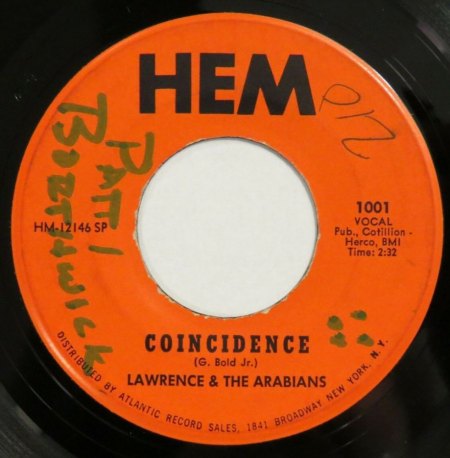 HEM
PATTI
BORTHWICK
HM-12146 SP
1001
VOCAL
Pub., Cotillion -
Herco, BMI
Time: 2:32
COINCIDENCE
(G. Bold Jr.)
LAWRENCE & THE ARABIANS
DISTRIBUTED BY ATLANTIC RECORD SALES, 1841 BROADWAY NEW YORK, N. Y.